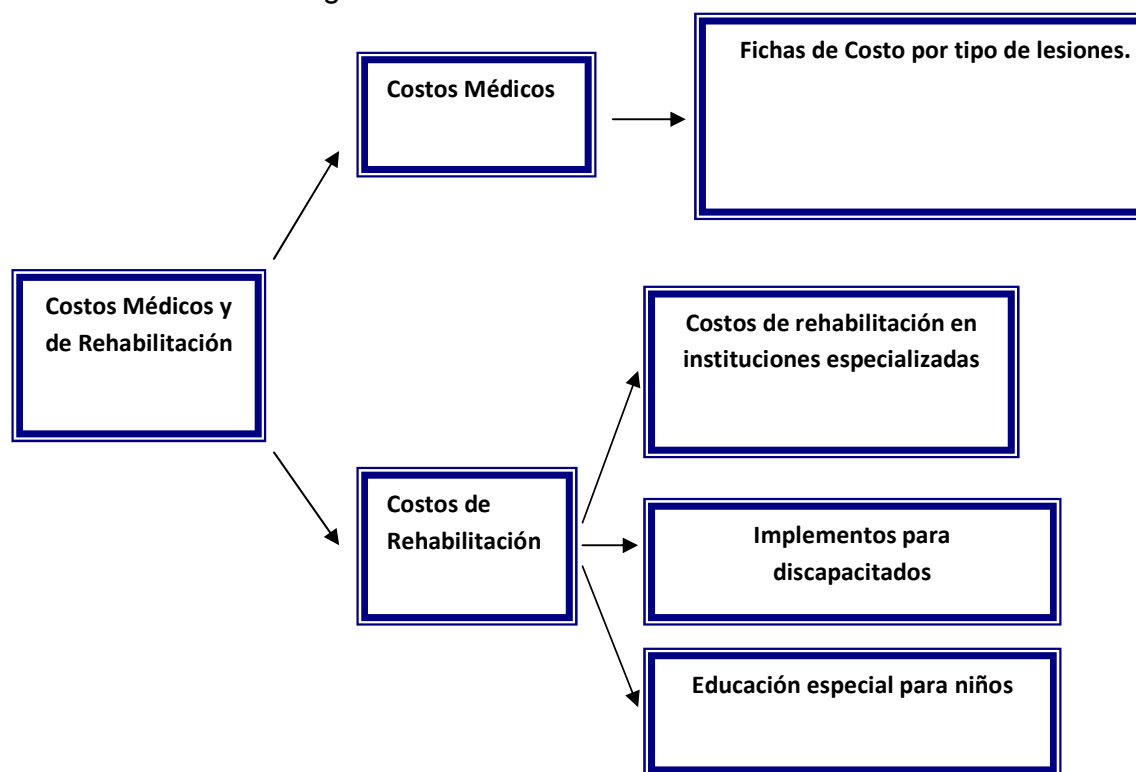 Costos Médicos
Fichas de Costo por tipo de lesiones.
Costos Médicos y
de Rehabilitación
Costos de rehabilitación en
instituciones especializadas
Costos de
Rehabilitación
Implementos para
discapacitados
Educación especial para niños